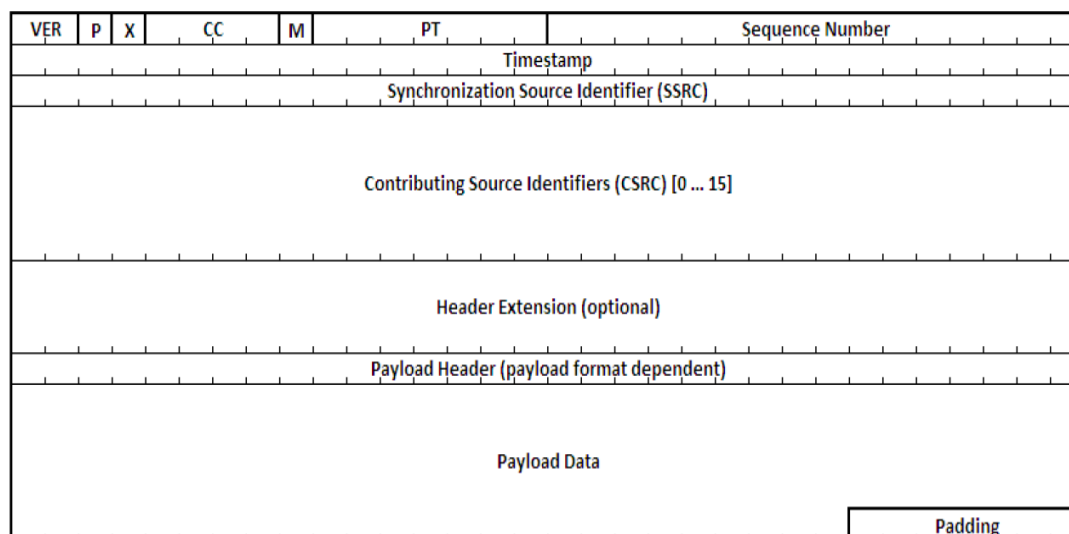 VER P X CC M PT Sequence Number
Timestamp
Synchronization Source Identifier (SSRC)
Contributing Source Identifiers (CSRC) [0 ... 15]
Header Extension (optional)
Payload Header (payload format dependent)
Payload Data
Padding